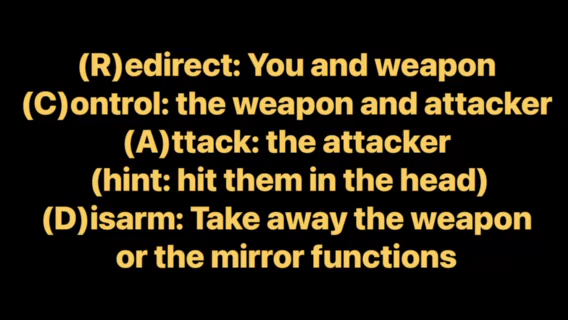 (R)edirect: You and weapon
(C)ontrol: the weapon and attacker
(A)ttack: the attacker
(hint: hit them in the head)
(D)isarm: Take away the weapon
or the mirror functions